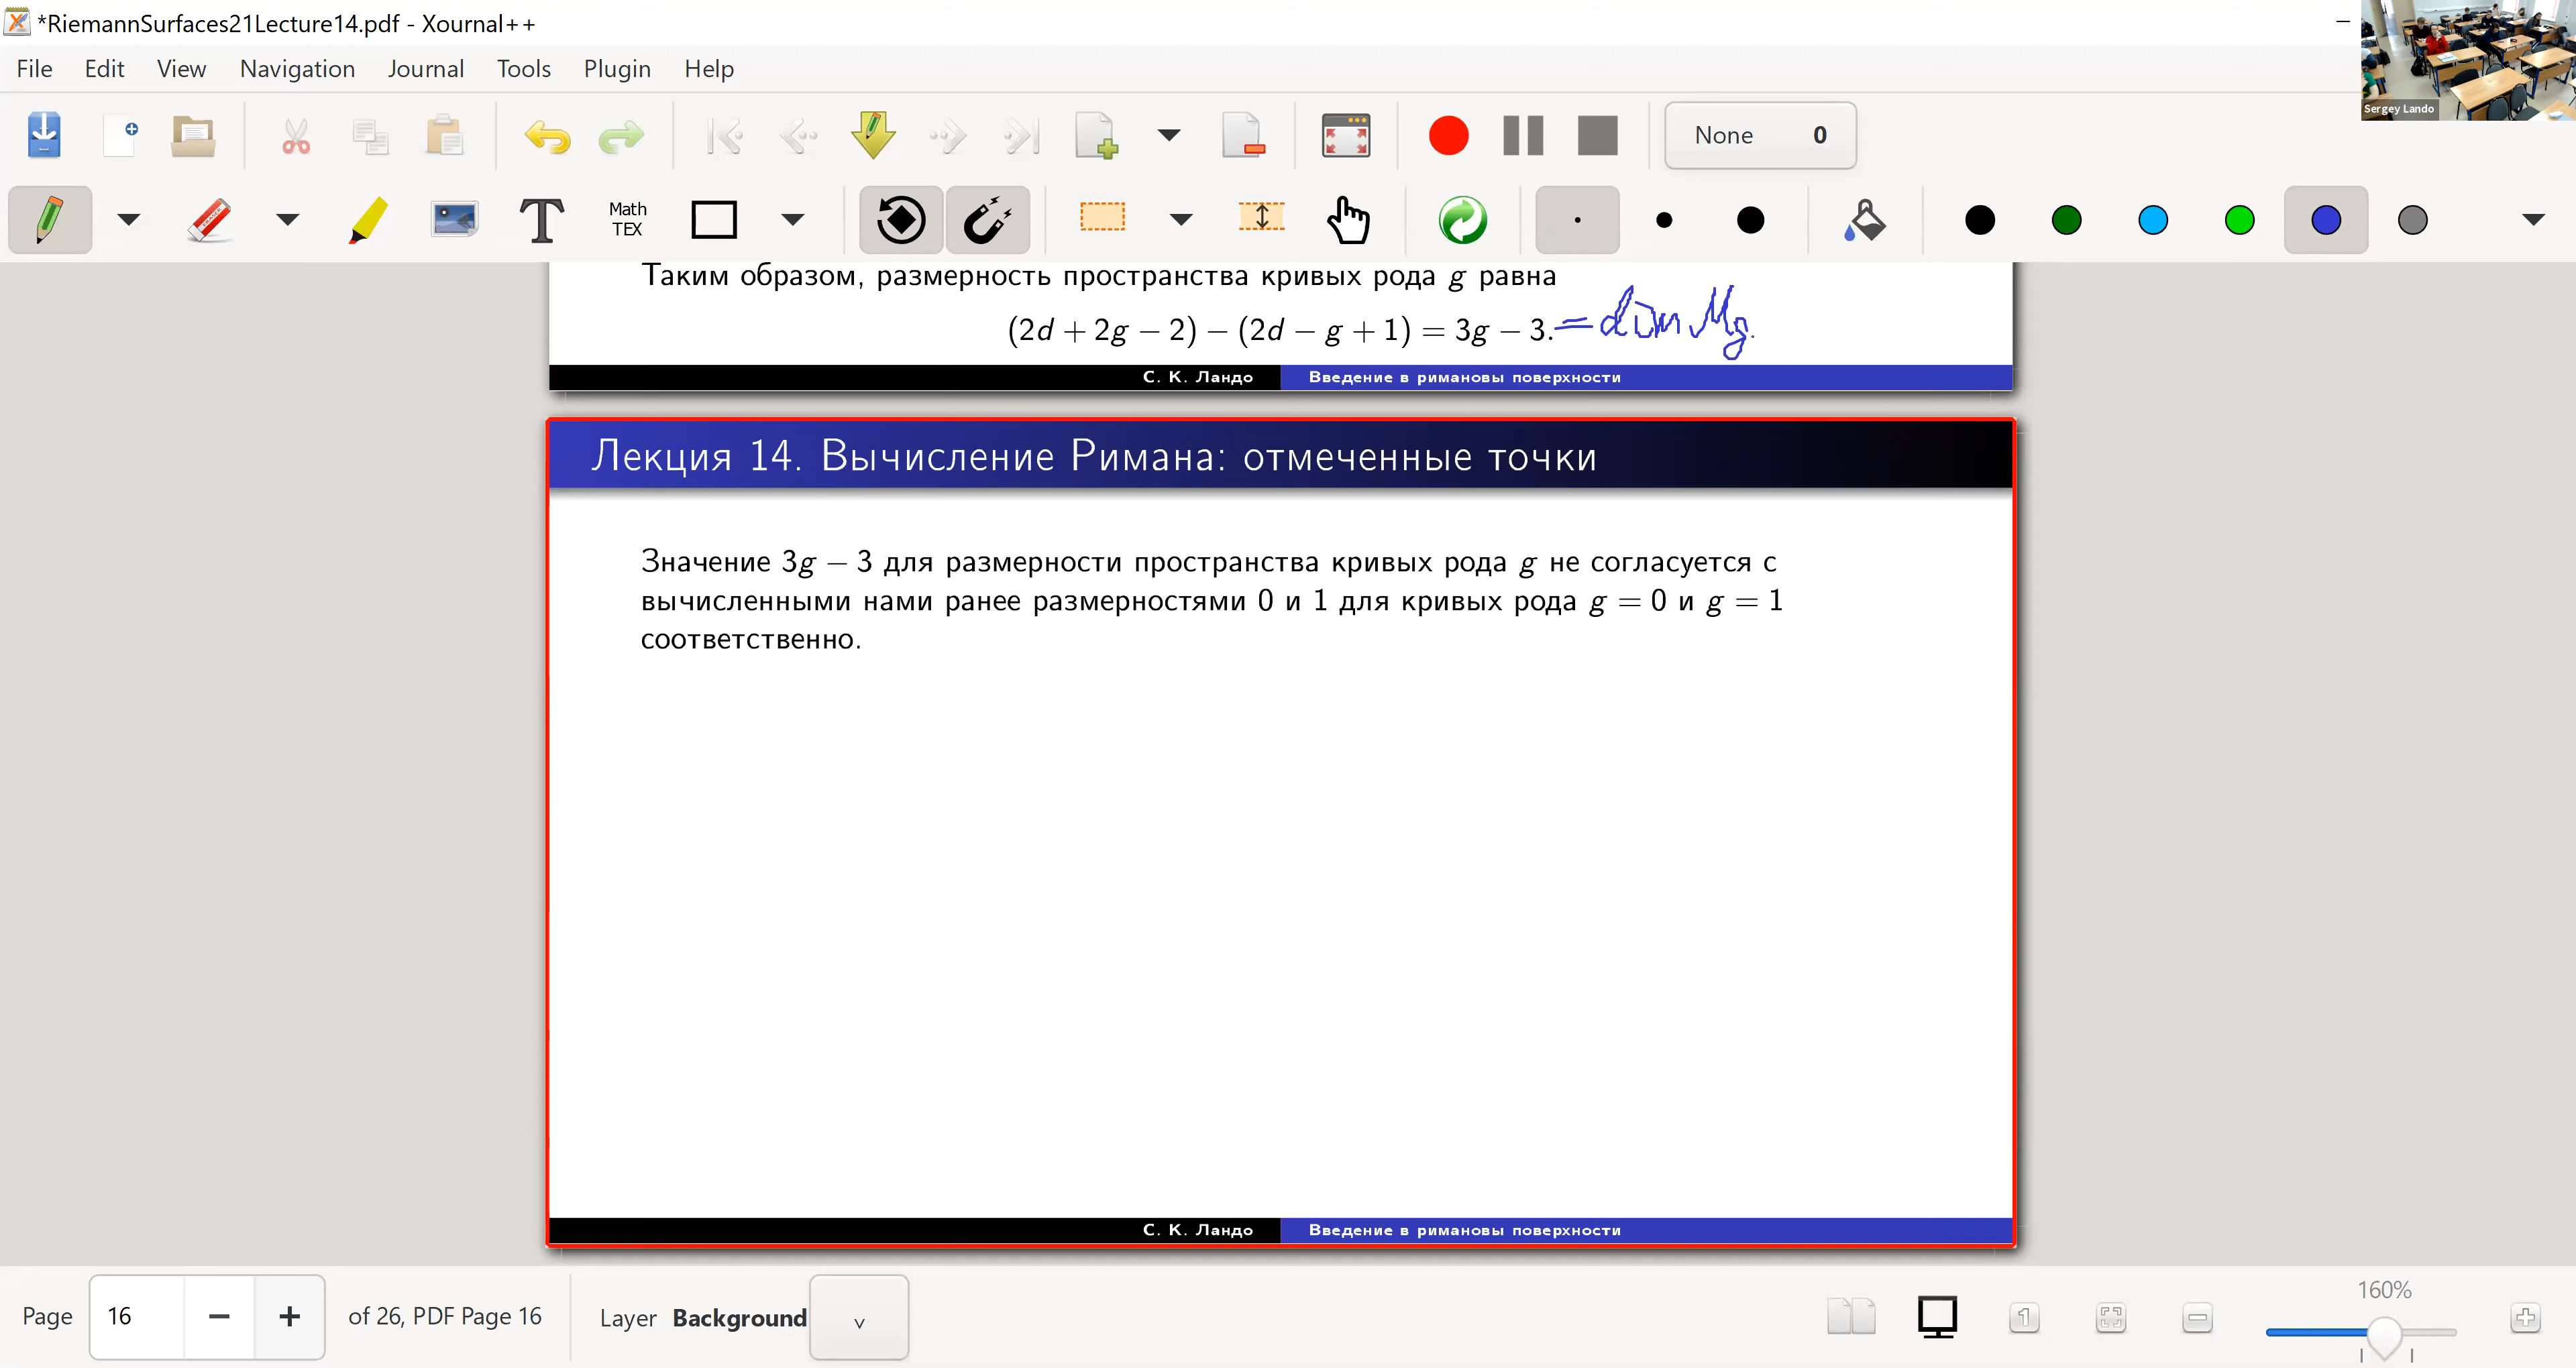 *RiemannSurfaces21Lecture14.pdf - Xournal++
Sergey Lando
File Edit View Navigation Journal Tools Plugin Help
None 0
Math
TEX
Таким образом, размерность пространства кривых рода g равна
(2d + 2g − 2) − (2d − g + 1) = 3g − 3. = dim Mg.
С. К. Ландо Введение в римановы поверхности
Лекция 14. Вычисление Римана: отмеченные точки
Значение 3g − 3 для размерности пространства кривых рода g не согласуется с
вычисленными нами ранее размерностями 0 и 1 для кривых рода g = 0 и g = 1
соответственно.
С. К. Ландо Введение в римановы поверхности
Page 16 − + of 26, PDF Page 16 Layer Background v
1
160%